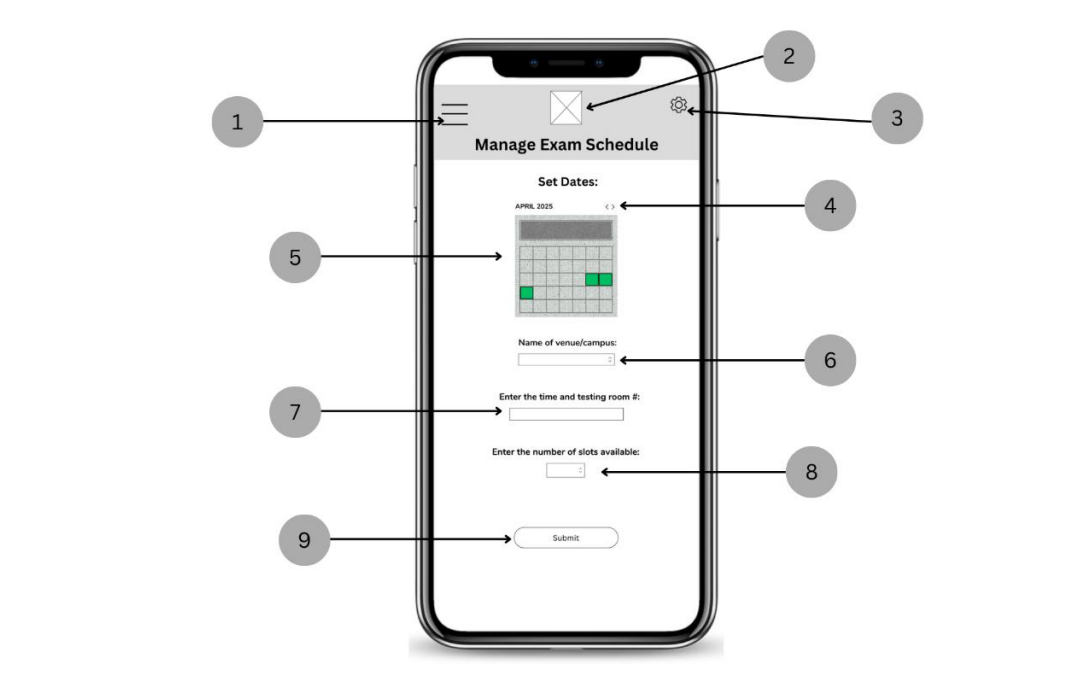 2
1
3
Manage Exam Schedule
Set Dates:
APRIL 2025
< >
4
5
Name of venue/campus:
6
Enter the time and testing room #:
7
Enter the number of slots available:
8
9
Submit